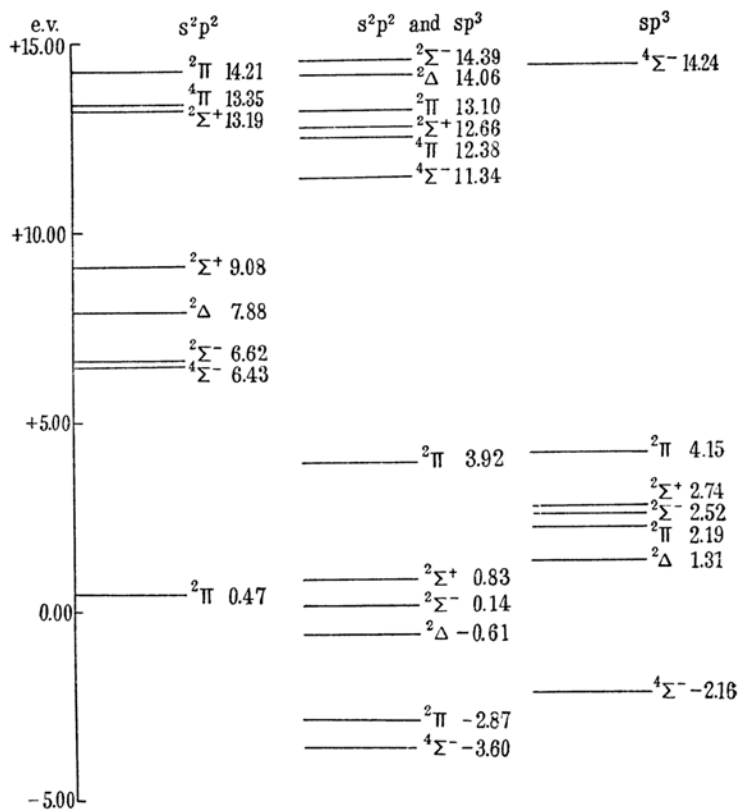 e.v. s²p² s²p² and sp³ sp³
+15.00
²Π 14.21
⁴Π 13.35
²Σ⁺ 13.19
+10.00
²Σ⁺ 9.08
²Δ 7.88
²Σ⁻ 6.62
⁴Σ⁻ 6.43
+5.00
²Π 0.47
0.00
-5.00
²Σ⁻ 14.39
²Δ 14.06
²Π 13.10
²Σ⁺ 12.66
⁴Π 12.38
⁴Σ⁻ 11.34
²Π 3.92
²Σ⁺ 0.83
²Σ⁻ 0.14
²Δ -0.61
²Π -2.87
⁴Σ⁻ -3.60
⁴Σ⁻ 14.24
²Π 4.15
²Σ⁺ 2.74
²Σ⁻ 2.52
²Π 2.19
²Δ 1.31
⁴Σ⁻ -2.16